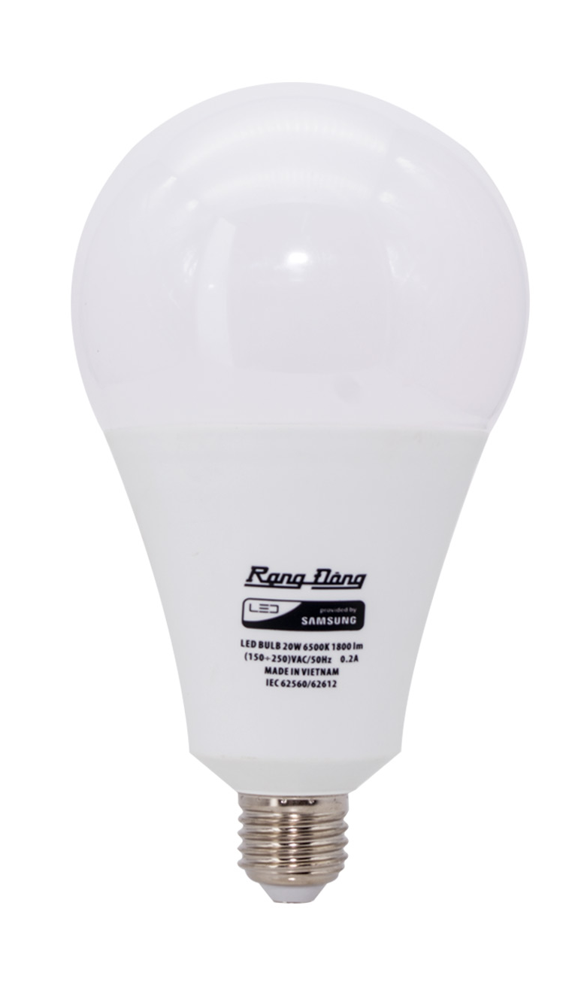 Rạng Đông
LED
provided by
SAMSUNG
LED BULB 20W 6500K 1800 lm
(150÷250)VAC/50Hz 0.2A
MADE IN VIETNAM
IEC 62560/62612